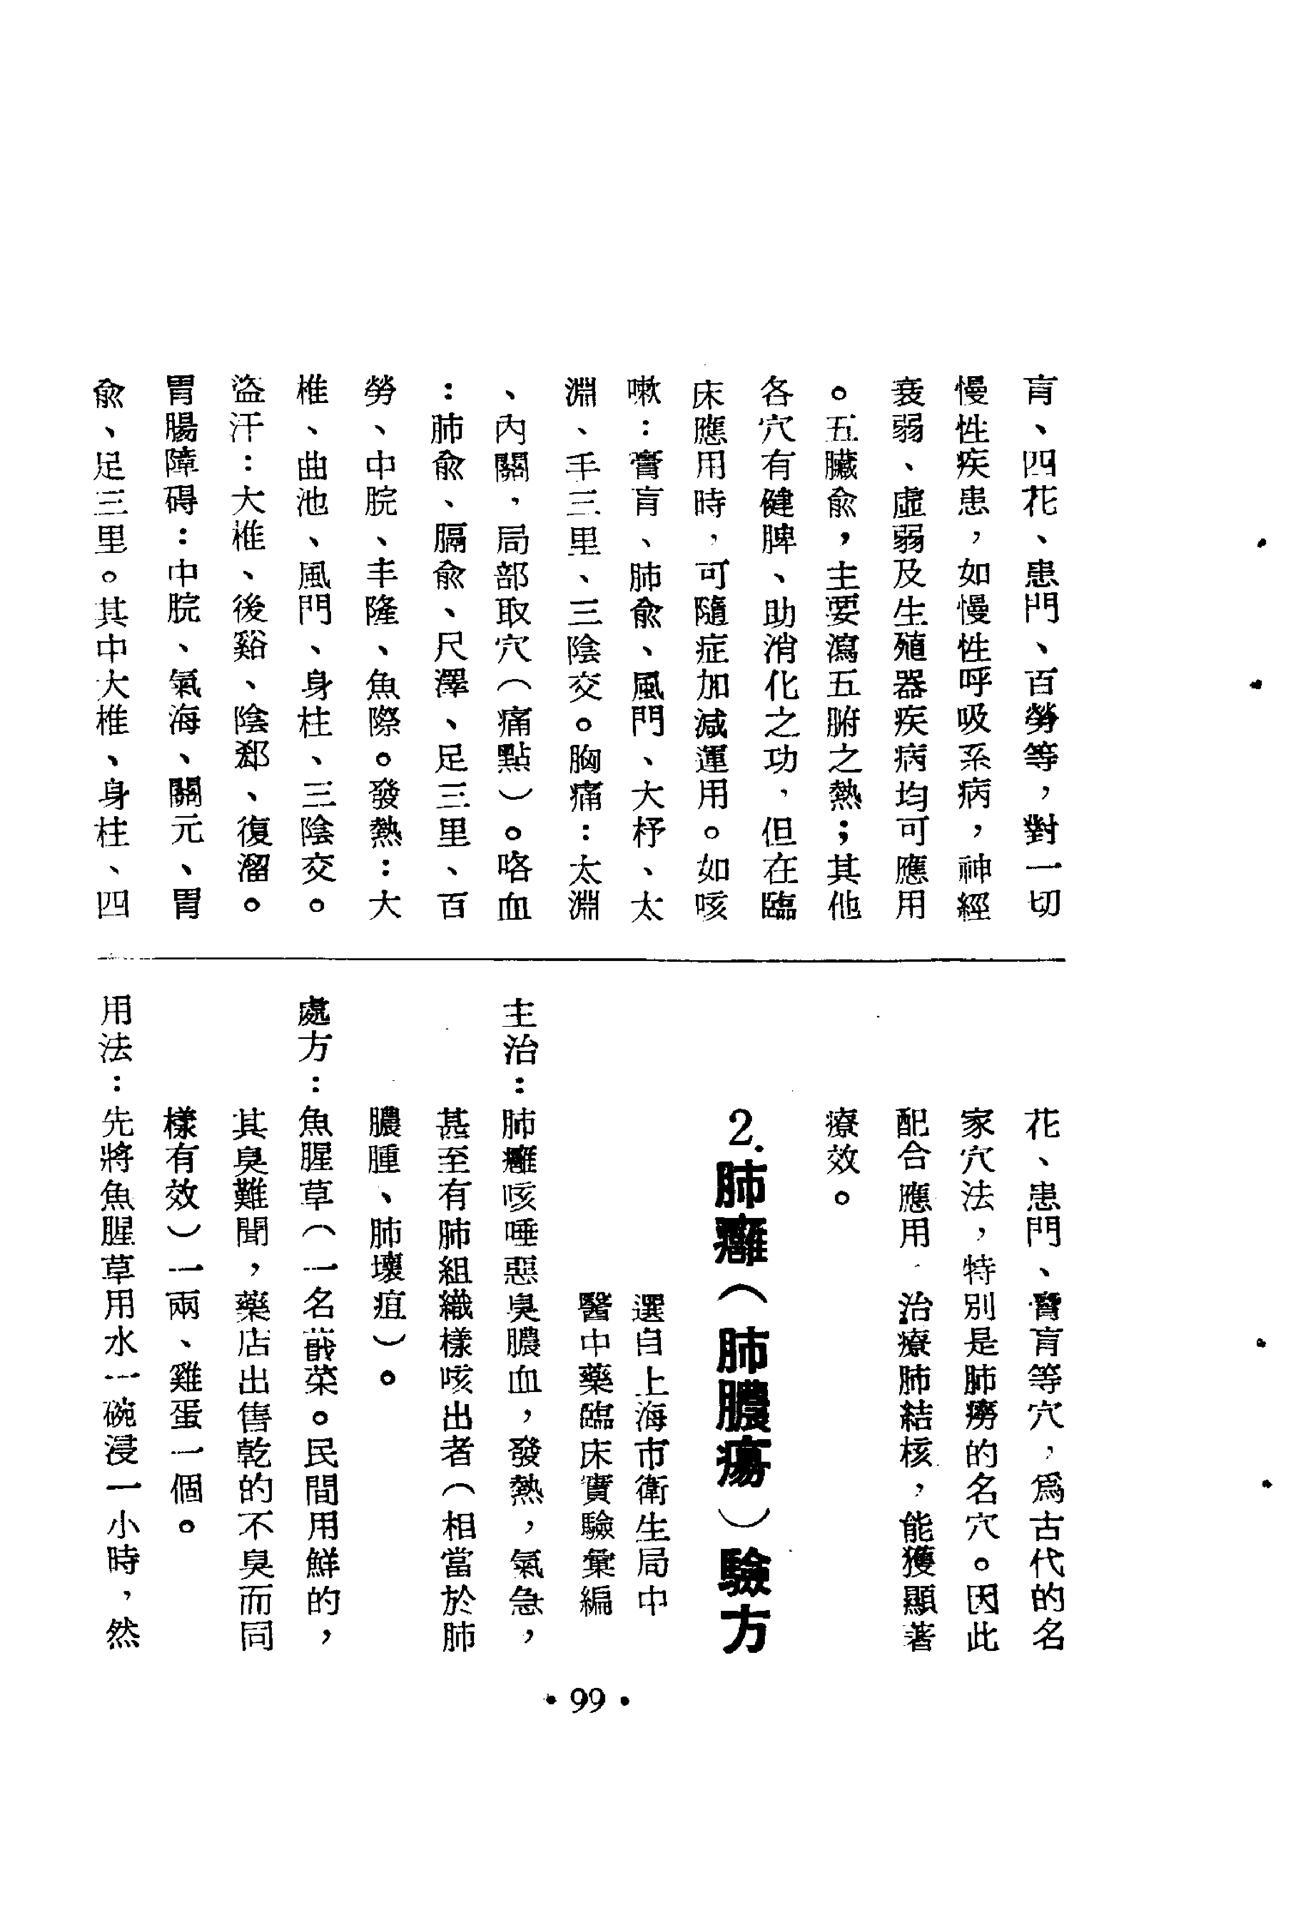 肓、四花、患門、百勞等，對一切
慢性疾患，如慢性呼吸系病，神經
衰弱、虛弱及生殖器疾病均可應用
。五臟俞，主要瀉五腑之熱；其他
各穴有健脾、助消化之功，但在臨
床應用時，可隨症加減運用。如咳
嗽：膏肓、肺俞、風門、大杼、太
淵、手三里、三陰交。胸痛：太淵
、內關，局部取穴（痛點）。咯血
：肺俞、膈俞、尺澤、足三里、百
勞、中脘、丰隆、魚際。發熱：大
椎、曲池、風門、身柱、三陰交。
盜汗：大椎、後谿、陰郄、復溜。
胃腸障碍：中脘、氣海、關元、胃
俞、足三里。其中大椎、身柱、四
花、患門、膏肓等穴，爲古代的名
家穴法，特別是肺癆的名穴。因此
配合應用，治療肺結核，能獲顯著
療效。
2.肺癰（肺膿瘍）驗方
選自上海市衛生局中
醫中藥臨床實驗彙編
主治：肺癰咳唾惡臭膿血，發熱，氣急，
甚至有肺組織樣咳出者（相當於肺
膿腫、肺壞疽）。
處方：魚腥草（一名蕺菜。民間用鮮的，
其臭難聞，藥店出售乾的不臭而同
樣有效）一兩、雞蛋一個。
用法：先將魚腥草用水一碗浸一小時，然
• 99 •